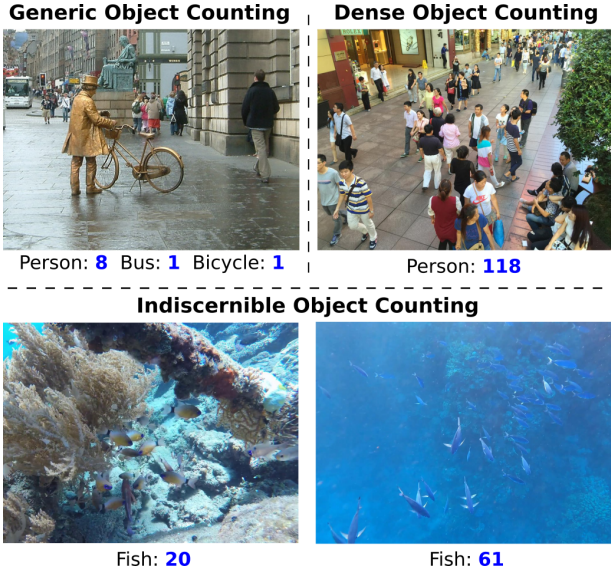 Generic Object Counting
Dense Object Counting
Person: 8 Bus: 1 Bicycle: 1
Person: 118
Indiscernible Object Counting
Fish: 20
Fish: 61